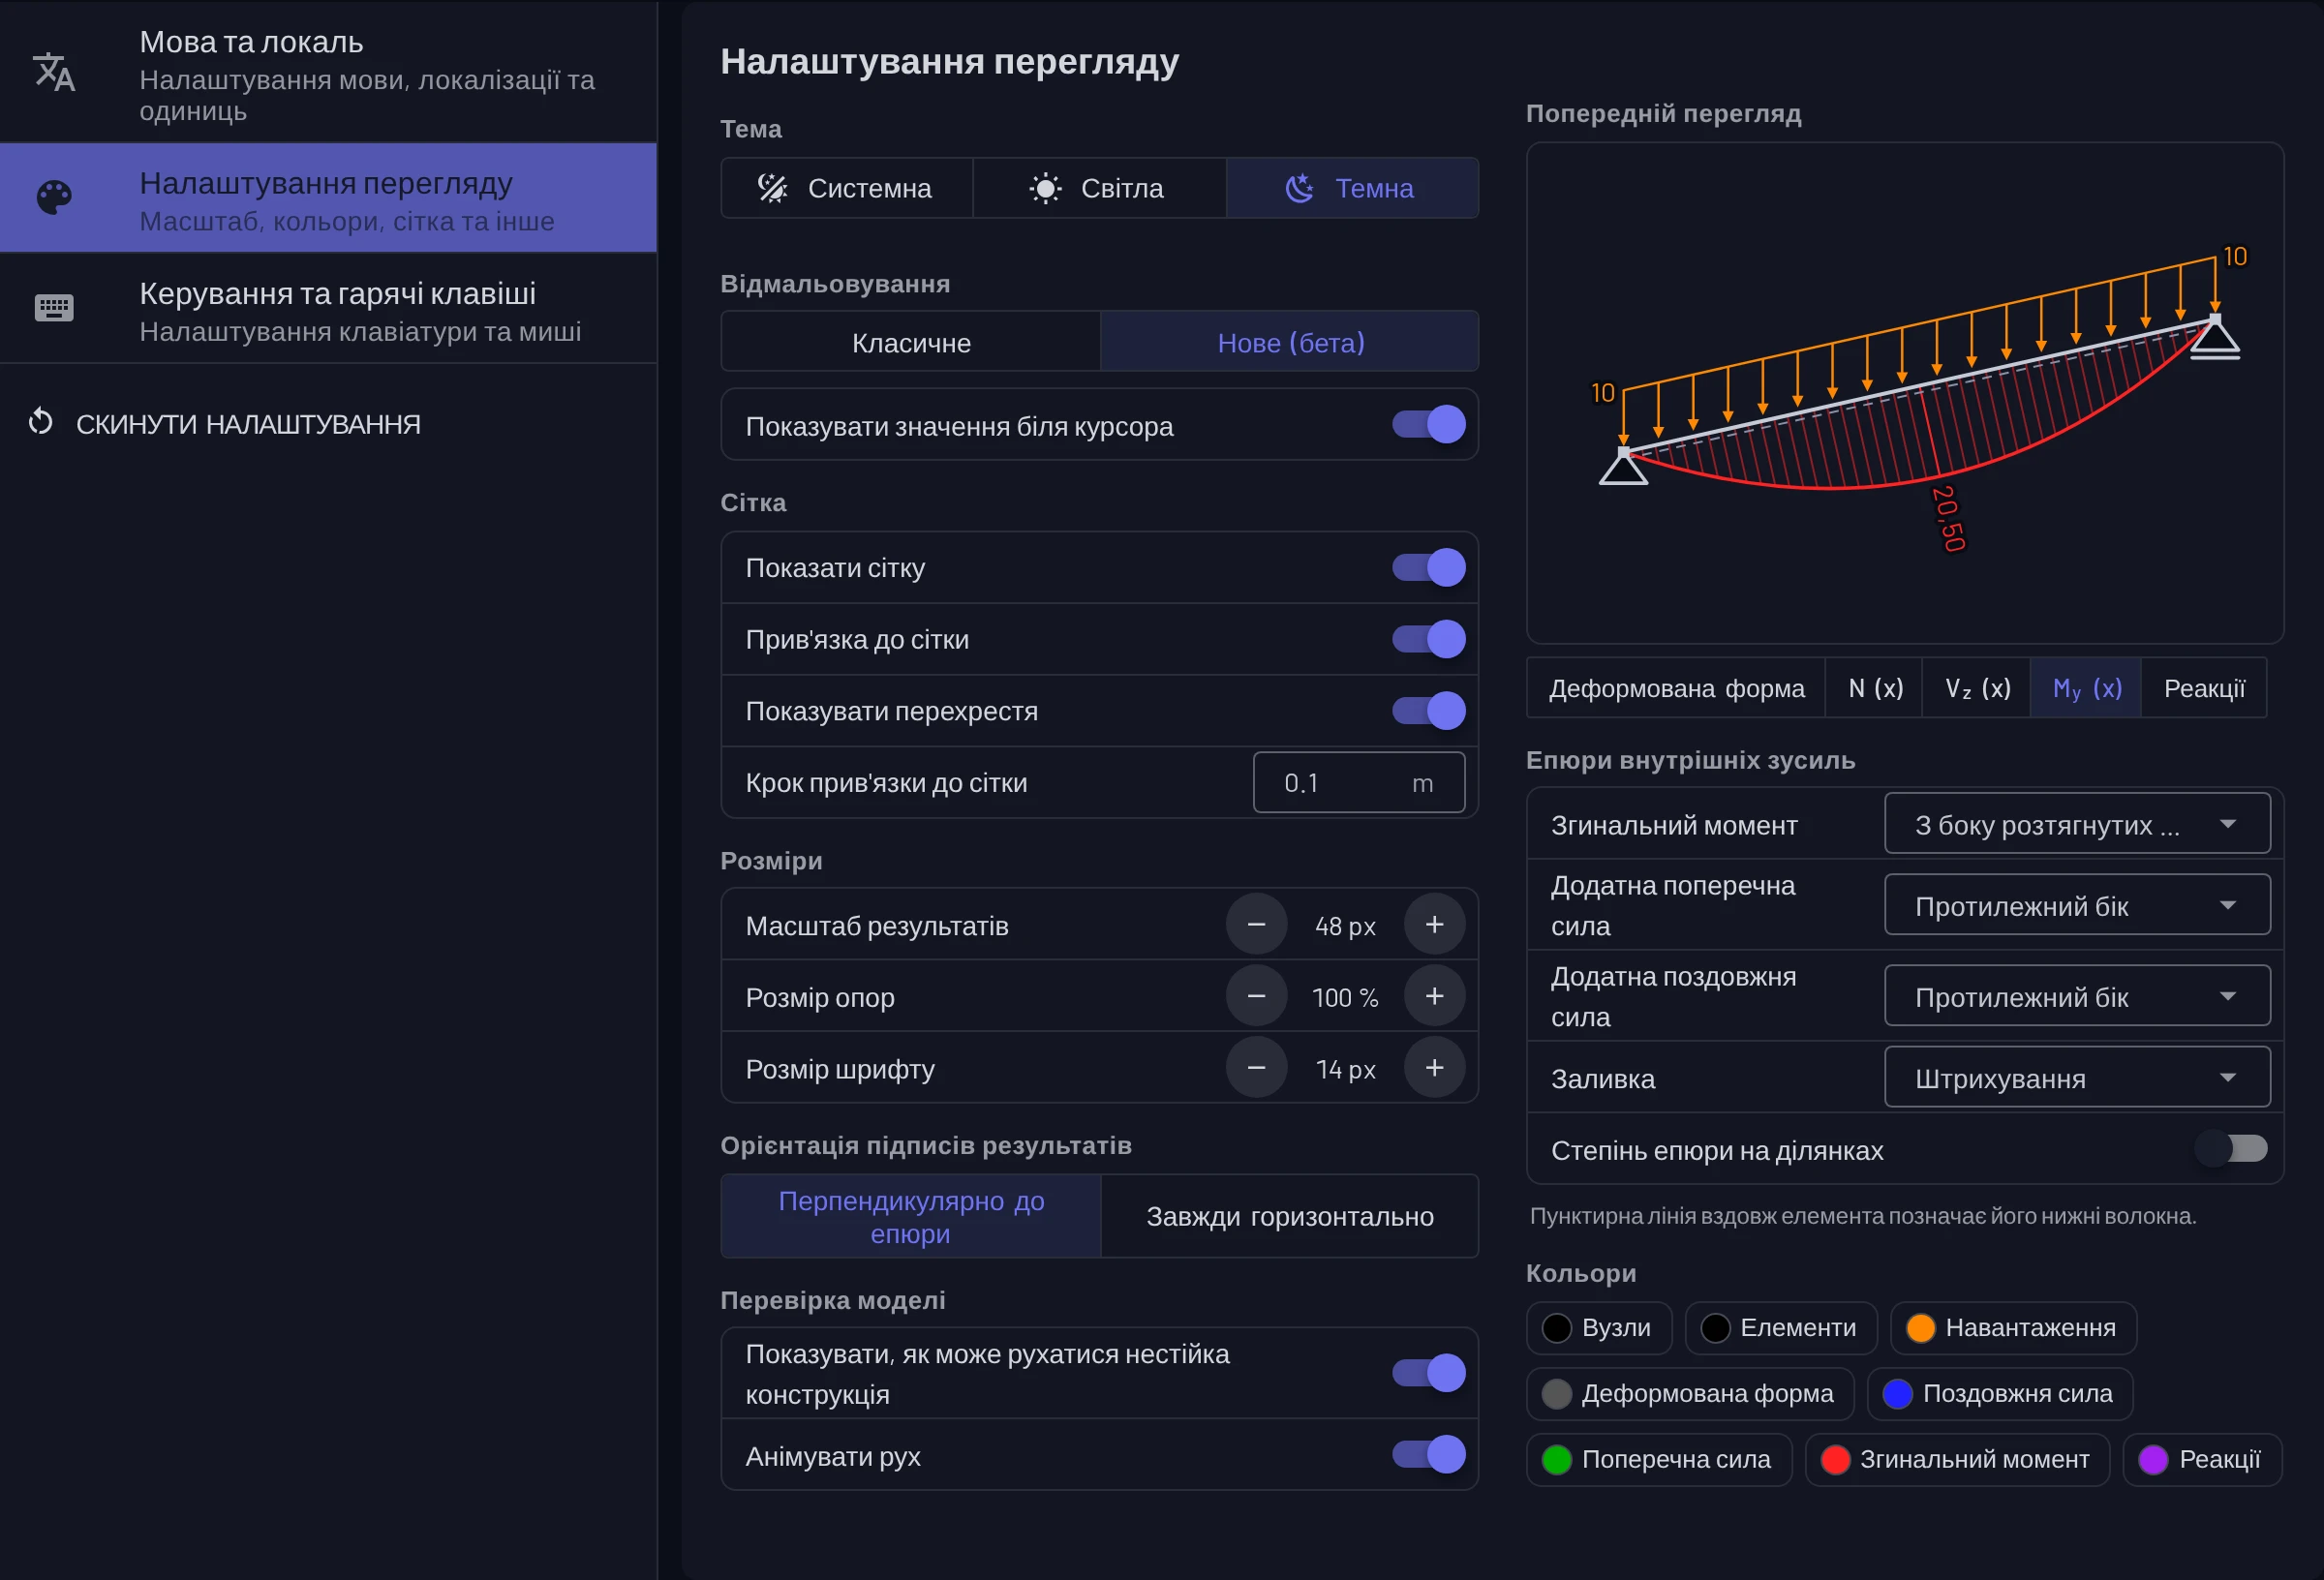 Мова та локаль
Налаштування мови, локалізації та
одиниць
Налаштування перегляду
Масштаб, кольори, сітка та інше
Керування та гарячі клавіші
Налаштування клавіатури та миші
СКИНУТИ НАЛАШТУВАННЯ
Налаштування перегляду
Тема
Системна
Світла
Темна
Відмальовування
Класичне
Нове (бета)
Показувати значення біля курсора
Сітка
Показати сітку
Прив'язка до сітки
Показувати перехрестя
Крок прив'язки до сітки
0.1 m
Розміри
Масштаб результатів
− 48 px +
Розмір опор
− 100 % +
Розмір шрифту
− 14 px +
Орієнтація підписів результатів
Перпендикулярно до
епюри
Завжди горизонтально
Перевірка моделі
Показувати, як може рухатися нестійка
конструкція
Анімувати рух
Попередній перегляд
10
10
20,50
Деформована форма
N (x)
Vz (x)
My (x)
Реакції
Епюри внутрішніх зусиль
Згинальний момент
З боку розтягнутих ...
Додатна поперечна
сила
Протилежний бік
Додатна поздовжня
сила
Протилежний бік
Заливка
Штрихування
Степінь епюри на ділянках
Пунктирна лінія вздовж елемента позначає його нижні волокна.
Кольори
Вузли
Елементи
Навантаження
Деформована форма
Поздовжня сила
Поперечна сила
Згинальний момент
Реакції